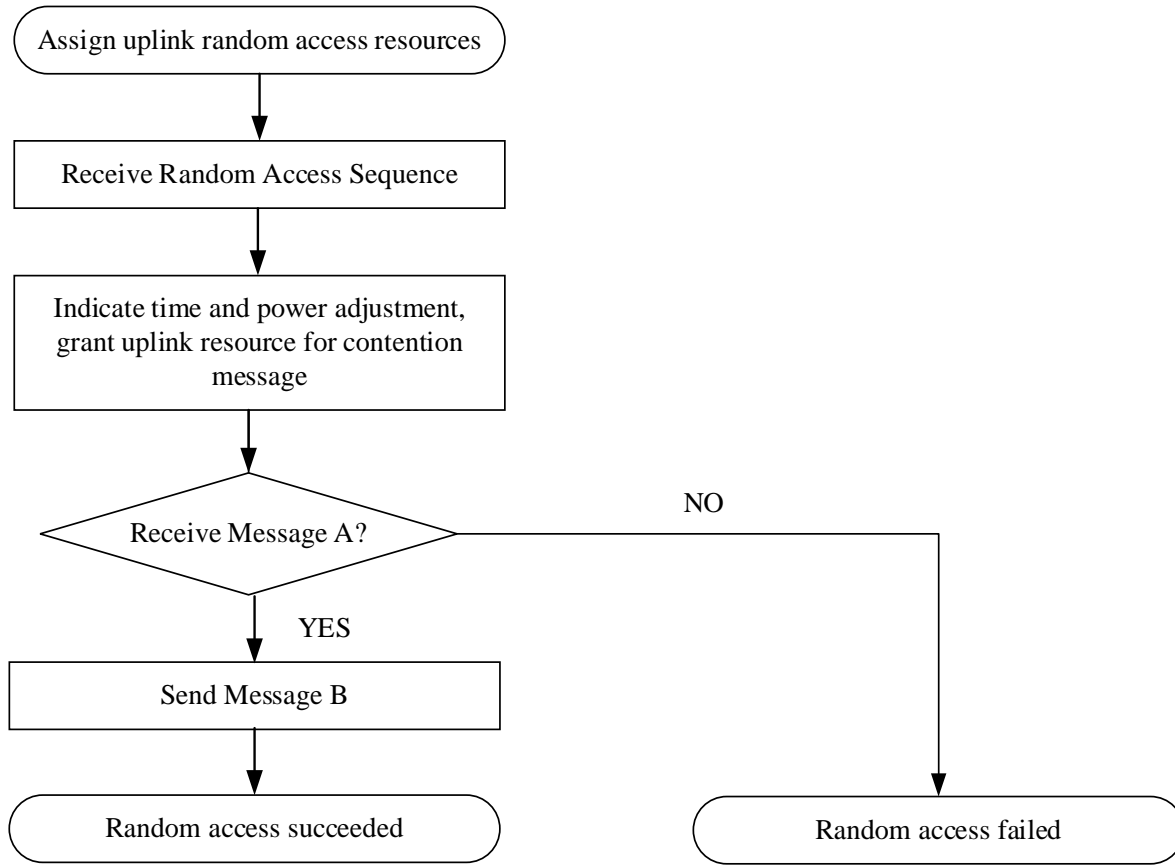 Assign uplink random access resources
Receive Random Access Sequence
Indicate time and power adjustment,
grant uplink resource for contention
message
Receive Message A?
NO
YES
Send Message B
Random access succeeded
Random access failed